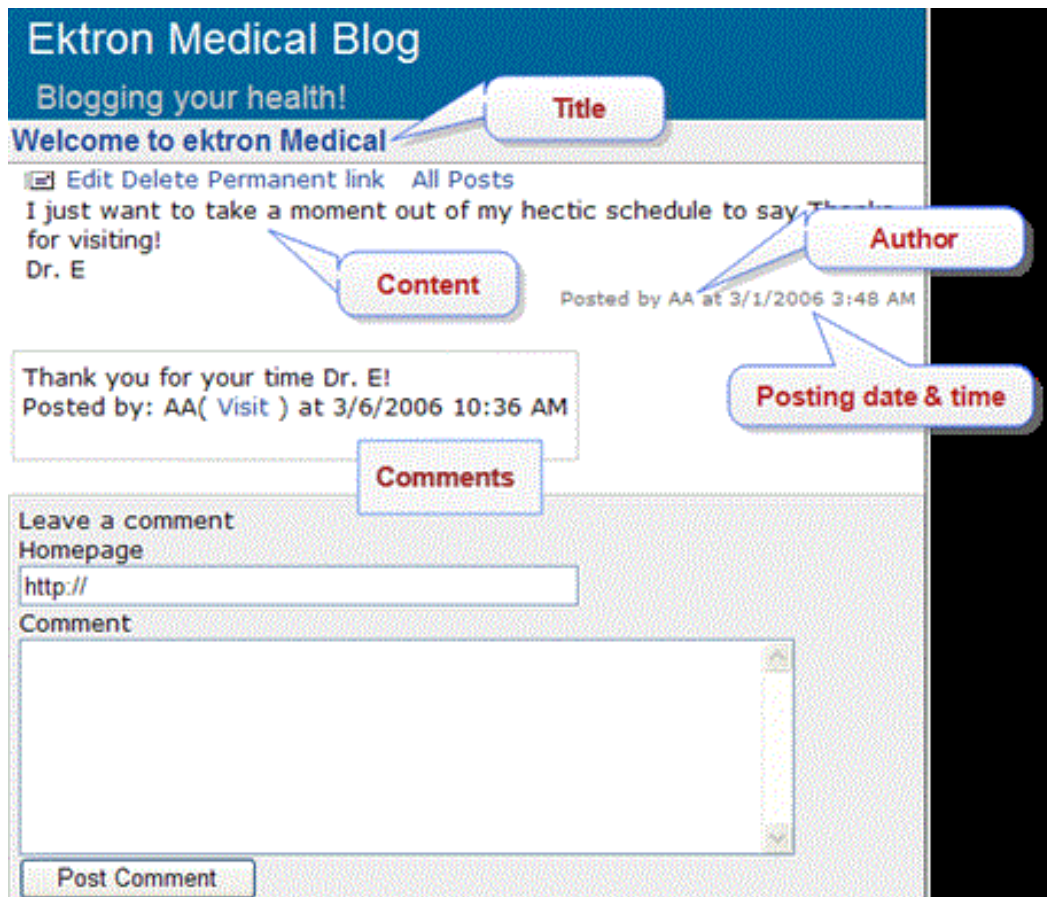 Ektron Medical Blog
Blogging your health!
Title
Welcome to ektron Medical
Edit Delete Permanent link All Posts
I just want to take a moment out of my hectic schedule to say Thanks
for visiting!
Author
Dr. E
Content
Posted by AA at 3/1/2006 3:48 AM
Thank you for your time Dr. E!
Posting date & time
Posted by: AA( Visit ) at 3/6/2006 10:36 AM
Comments
Leave a comment
Homepage
http://
Comment
Post Comment